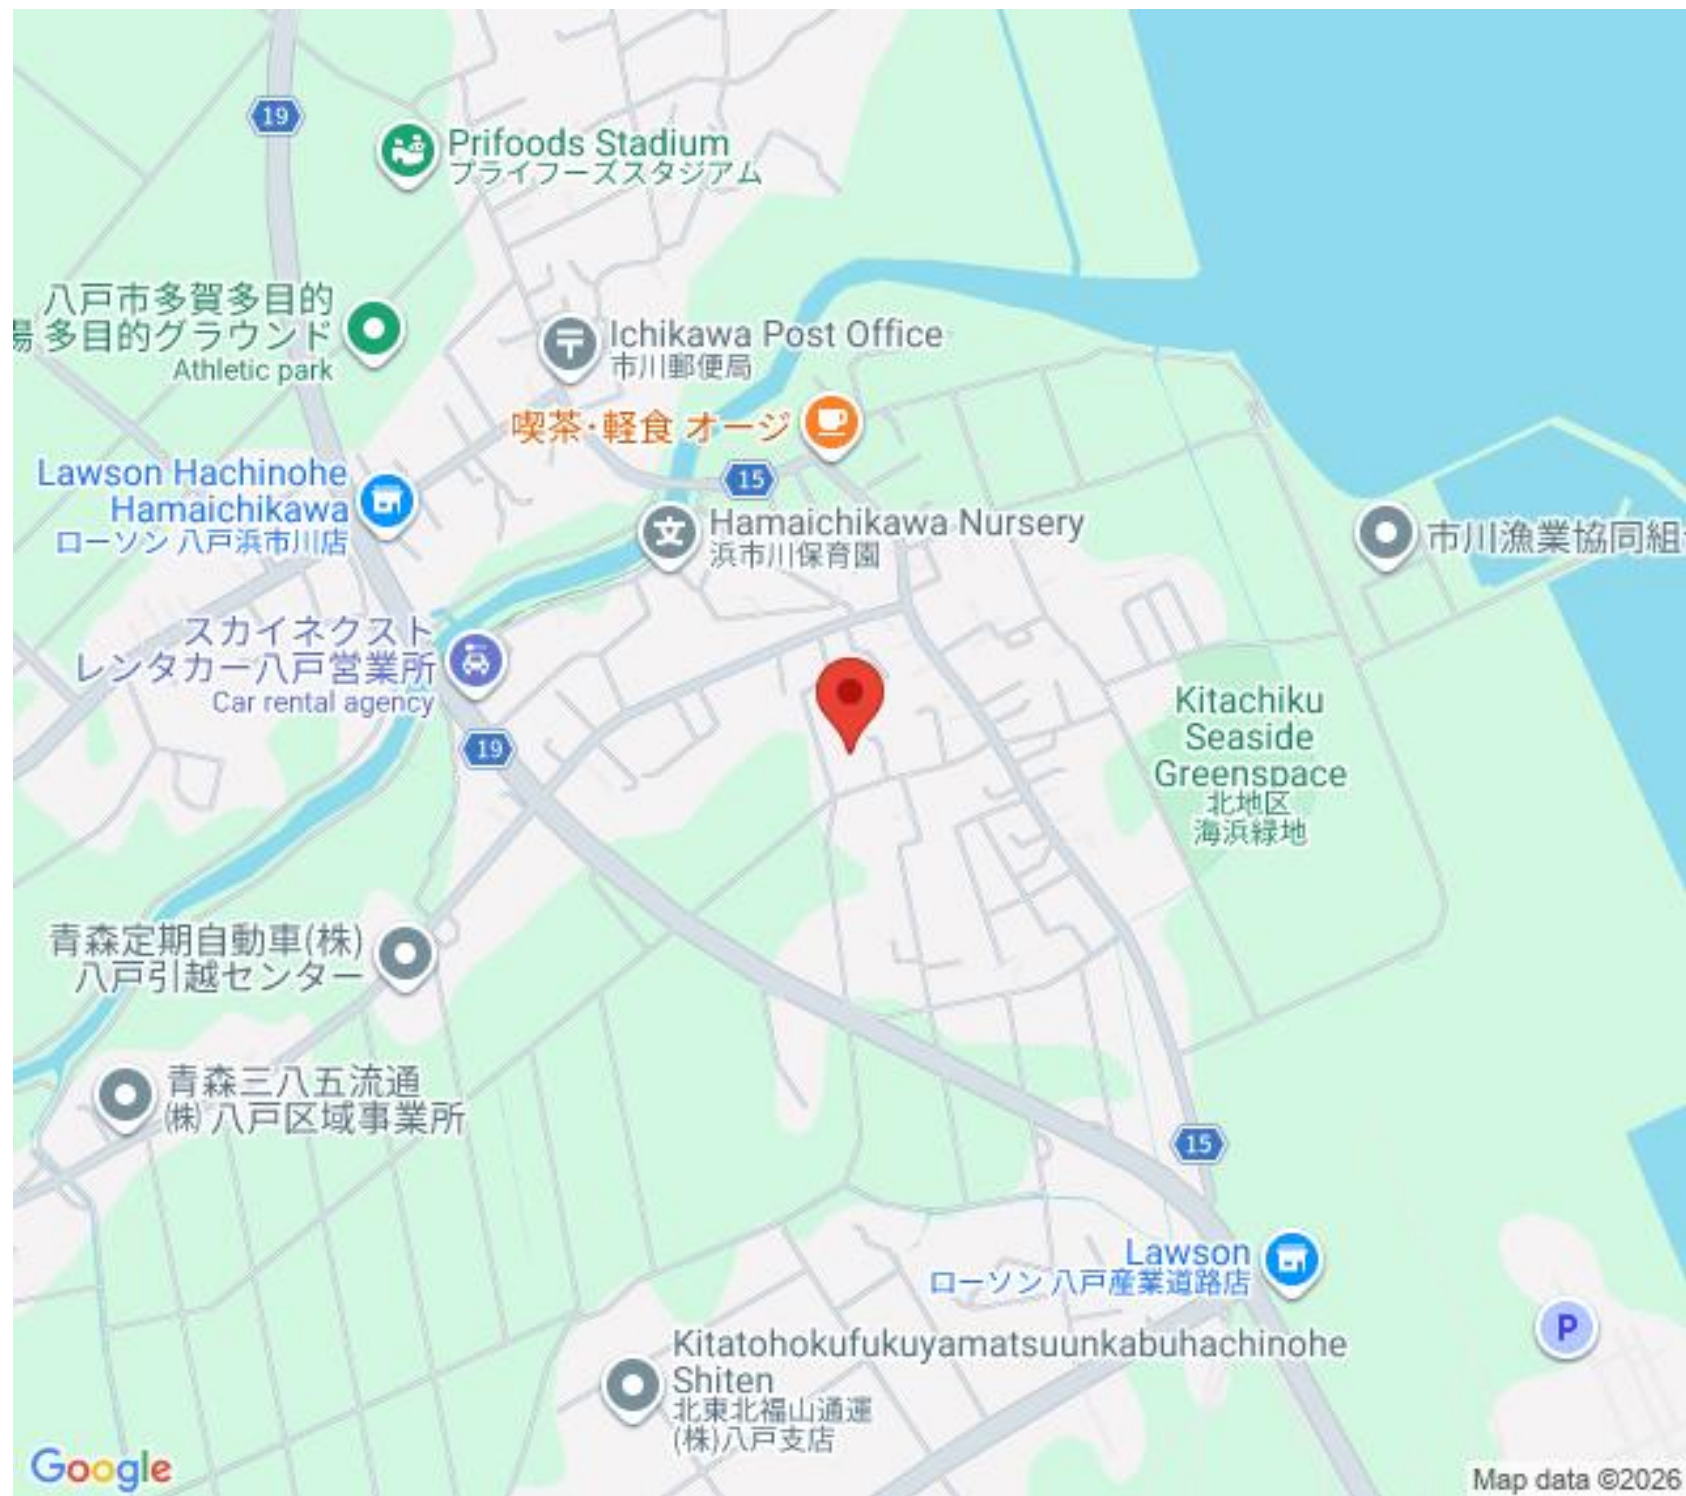 19
Prifoods Stadium
プライフーズスタジアム
八戸市多賀多目的
場 多目的グラウンド
Athletic park
Ichikawa Post Office
市川郵便局
喫茶・軽食 オージ
Lawson Hachinohe
Hamaichikawa
ローソン 八戸浜市川店
15
Hamaichikawa Nursery
浜市川保育園
市川漁業協同組合
スカイネクスト
レンタカー八戸営業所
Car rental agency
19
Kitachiku
Seaside
Greenspace
北地区
海浜緑地
青森定期自動車(株)
八戸引越センター
青森三八五流通
(株) 八戸区域事業所
15
Lawson
ローソン 八戸産業道路店
P
Kitatohokufukuyamatsuunkabuhachinohe
Shiten
北東北福山通運
(株)八戸支店
Google
Map data ©2026